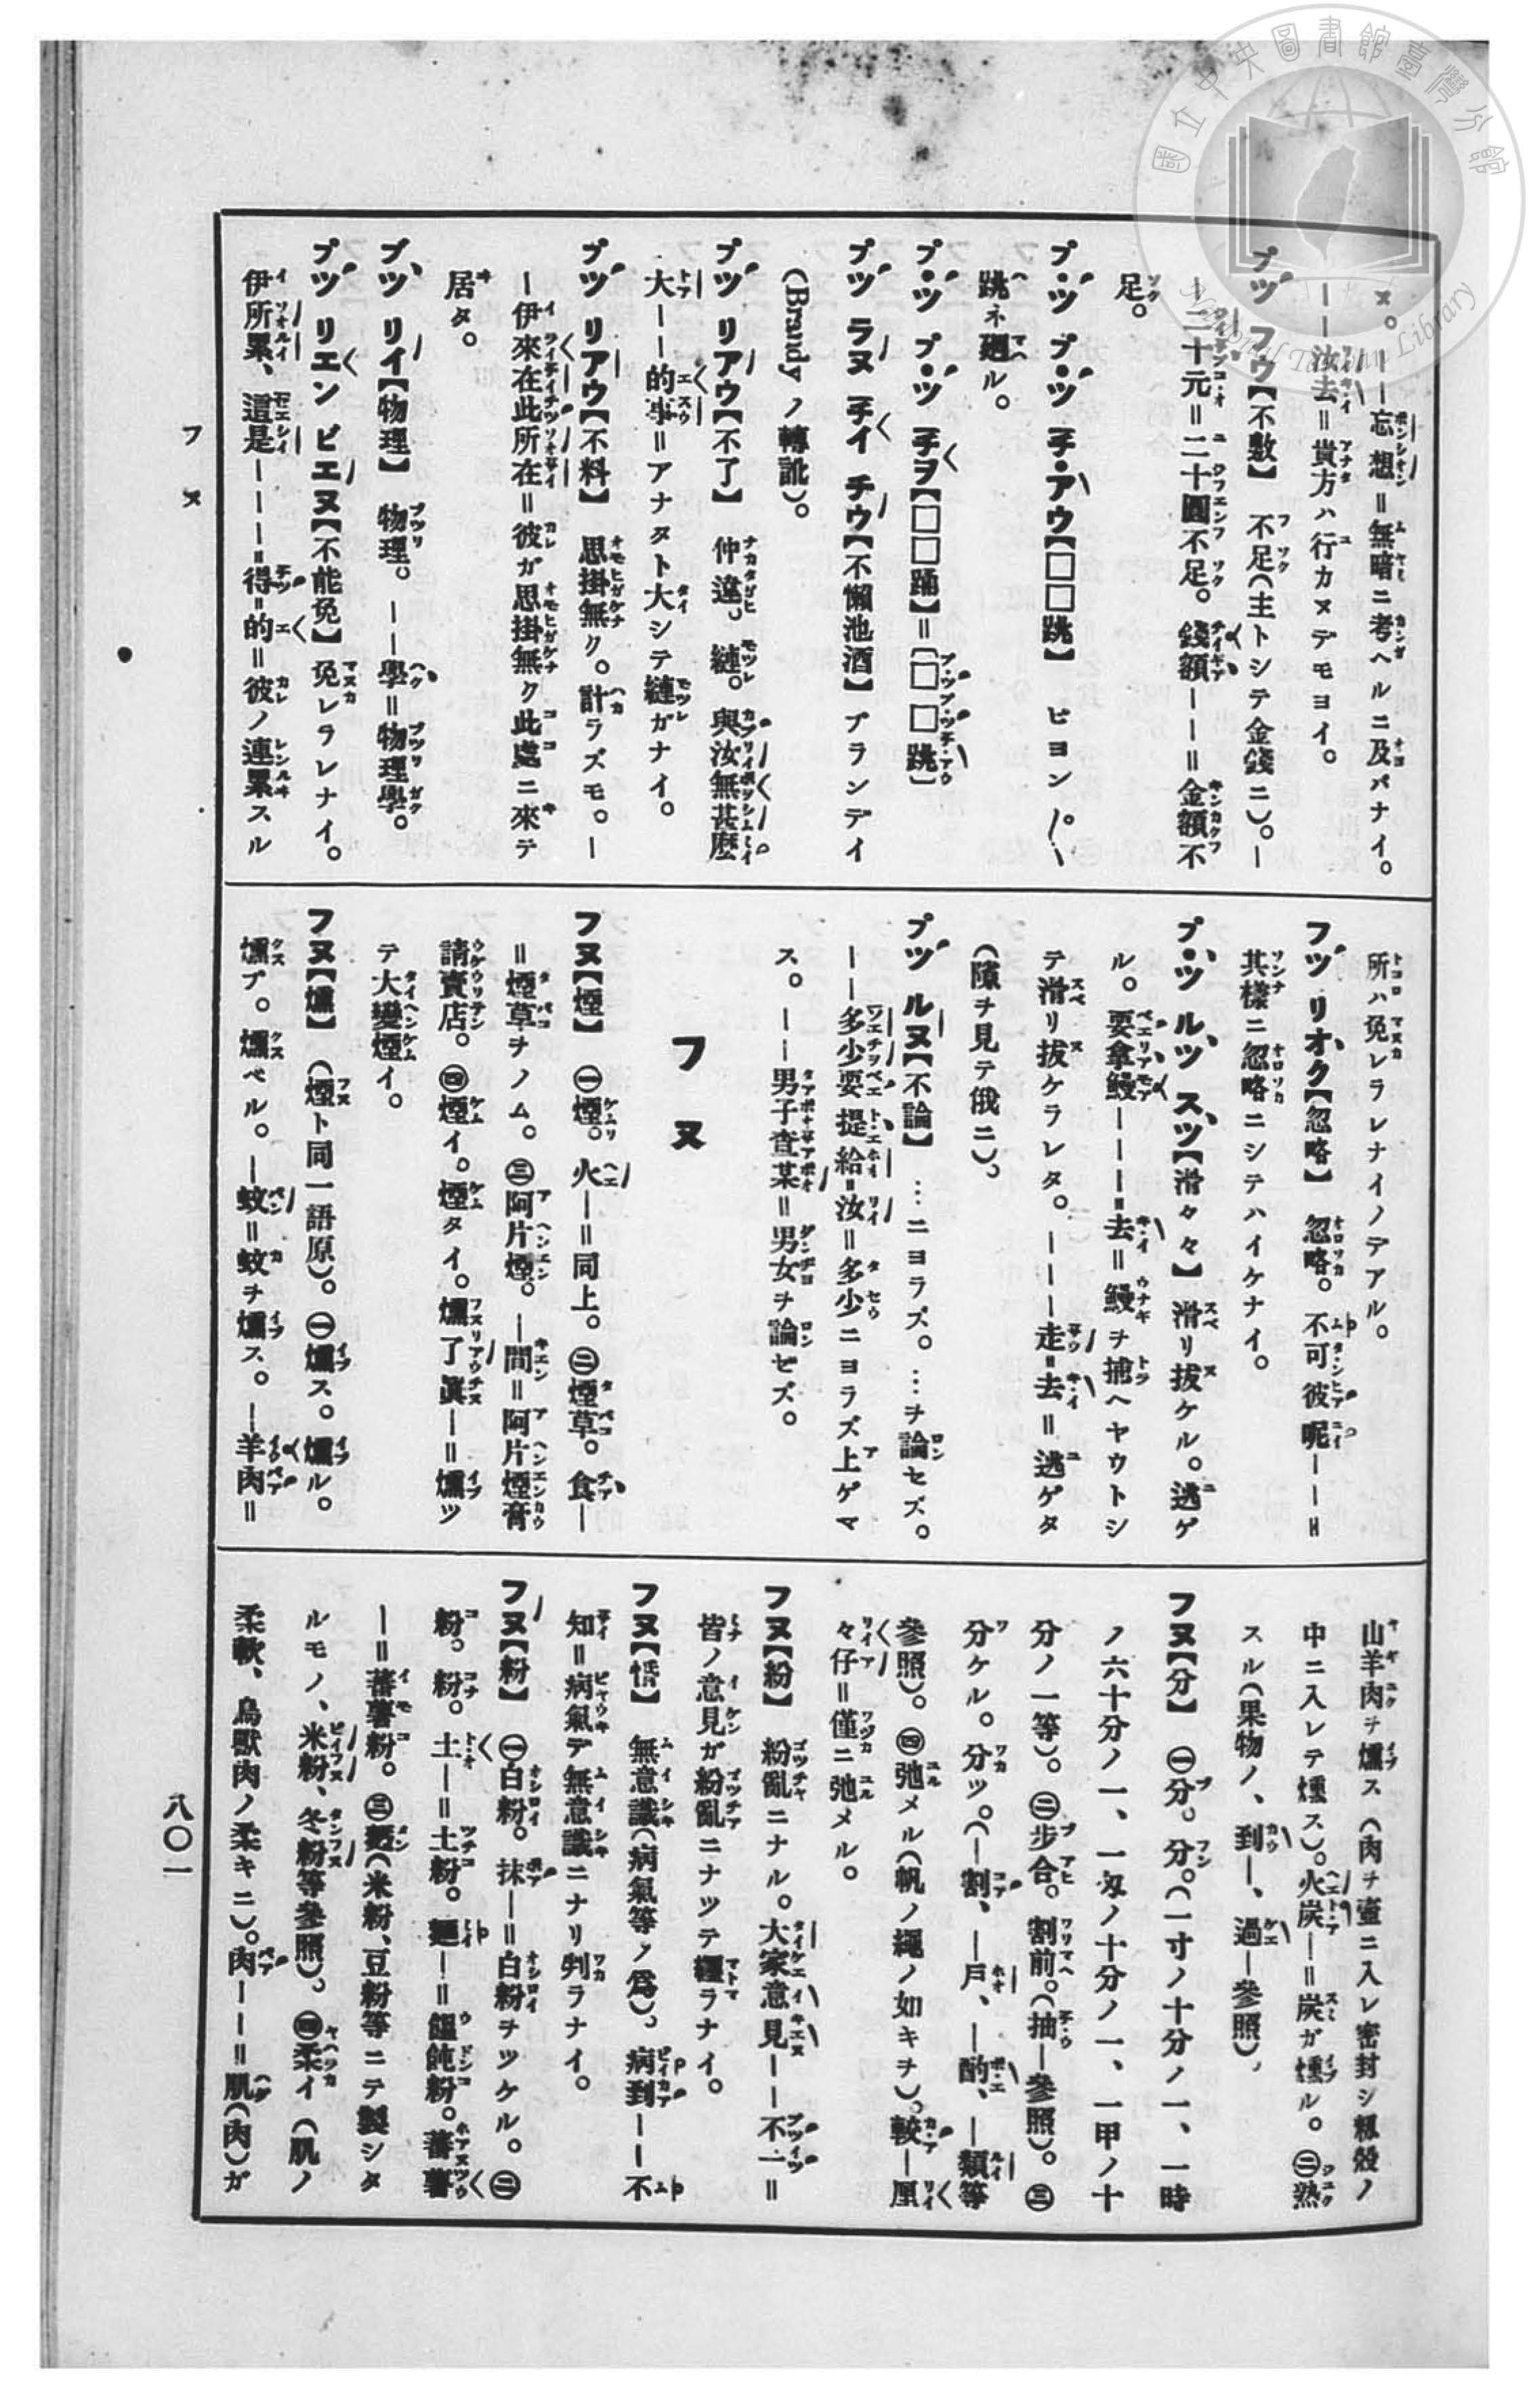 國立中央圖書館臺灣分館
National Taiwan Library
ヌ。――忘想＝無暗ニ考ヘルニ及バナイ。
――汝去＝貴方ハ行カヌデモヨイ。
プツ フウ【不敷】 不足(主トシテ金錢ニ)。―
―二十元＝二十圓不足。錢額――＝金額不
足。
プ・ツ プ・ツ チ・アウ【□□跳】 ピヨン〱
跳ネ廻ル。
プ・ツ プ・ツ チヲ【□□踊】＝〔□□跳〕
プツ ラヌ チイ チウ【不懶池酒】 ブランデイ
(Brandy ノ轉訛)。
プツ リアウ【不了】 仲違。縺。與汝無甚麽
大――的事＝アナタト大シテ縺ガナイ。
プツ リアウ【不料】 思掛無ク。計ラズモ。―
―伊來在此所在＝彼ガ思掛無ク此處ニ來テ
居タ。
プツ リイ【物理】 物理。――學＝物理學。
プツ リエン ビエヌ【不能免】 免レラレナイ。
伊所累、這是―――＝得＝的＝彼ノ連累スル
所ハ免レラレナイノデアル。
フツ リオ・ク【忽略】 忽略。不可彼呢――＝
其樣ニ忽略ニシテハイケナイ。
プ・ツ ル・ツ ス・ツ【滑々々】 滑リ拔ケル。逃ゲ
ル。要拿鰻―――＝去＝鰻ヲ捕ヘヤウトシ
テ滑リ拔ケラレタ。―――走＝去＝逃ゲタ
(隙ヲ見テ俄ニ)。
プツ ルヌ【不論】 …ニヨラズ。…ヲ論セズ。
――多少要提給＝汝＝多少ニヨラズ上ゲマ
ス。――男子査某＝男女ヲ論ゼズ。
フヌ
フヌ【煙】 ㊀煙。火―＝同上。㊁煙草。食―
＝煙草ヲノム。㊂阿片煙。―間＝阿片煙膏
請賣店。㊃煙イ。煙タイ。燻了眞―＝燻ツ
テ大變煙イ。
フヌ【燻】 (煙ト同一語原)。㊀燻ス。燻ル。
燻ブ。燻ベル。―蚊＝蚊ヲ燻ス。―羊肉＝
山羊肉ヲ燻ス(肉ヲ壺ニ入レ密封シ粗殼ノ
中ニ入レテ燻ス)。火炭―＝炭ガ燻ル。㊁熟
スル(果物ノ、到―、過―參照)。
フヌ【分】 ㊀分。分。(一寸ノ十分ノ一、一時
ノ六十分ノ一、一匁ノ十分ノ一、一甲ノ十
分ノ一等)。㊁步合。割前。(抽―參照)。㊂
分ケル。分ツ。(―割、―戶、―酌、―類等
參照)。㊃弛メル(帆ノ繩ノ如キヲ)。較―厘
々仔＝僅ニ弛メル。
フヌ【紛】 紛亂ニナル。大家意見――不一＝
皆ノ意見ガ紛亂ニナツテ纒ラナイ。
フヌ【惛】 無意識(病氣等ノ爲)。病到――不
知＝病氣デ無意識ニナリ判ラナイ。
フヌ【粉】 ㊀白粉。抹―＝白粉ヲツケル。㊁
粉。粉。土―＝土粉。麵―＝饂飩粉。蕃薯
―＝蕃薯粉。㊂麵(米粉、豆粉等ニテ製シタ
ルモノ、米粉、冬粉等參照)。㊃柔イ(肌ノ
柔軟、鳥獸肉ノ柔キニ)。肉――＝肌(肉)ガ
フヌ
八〇一